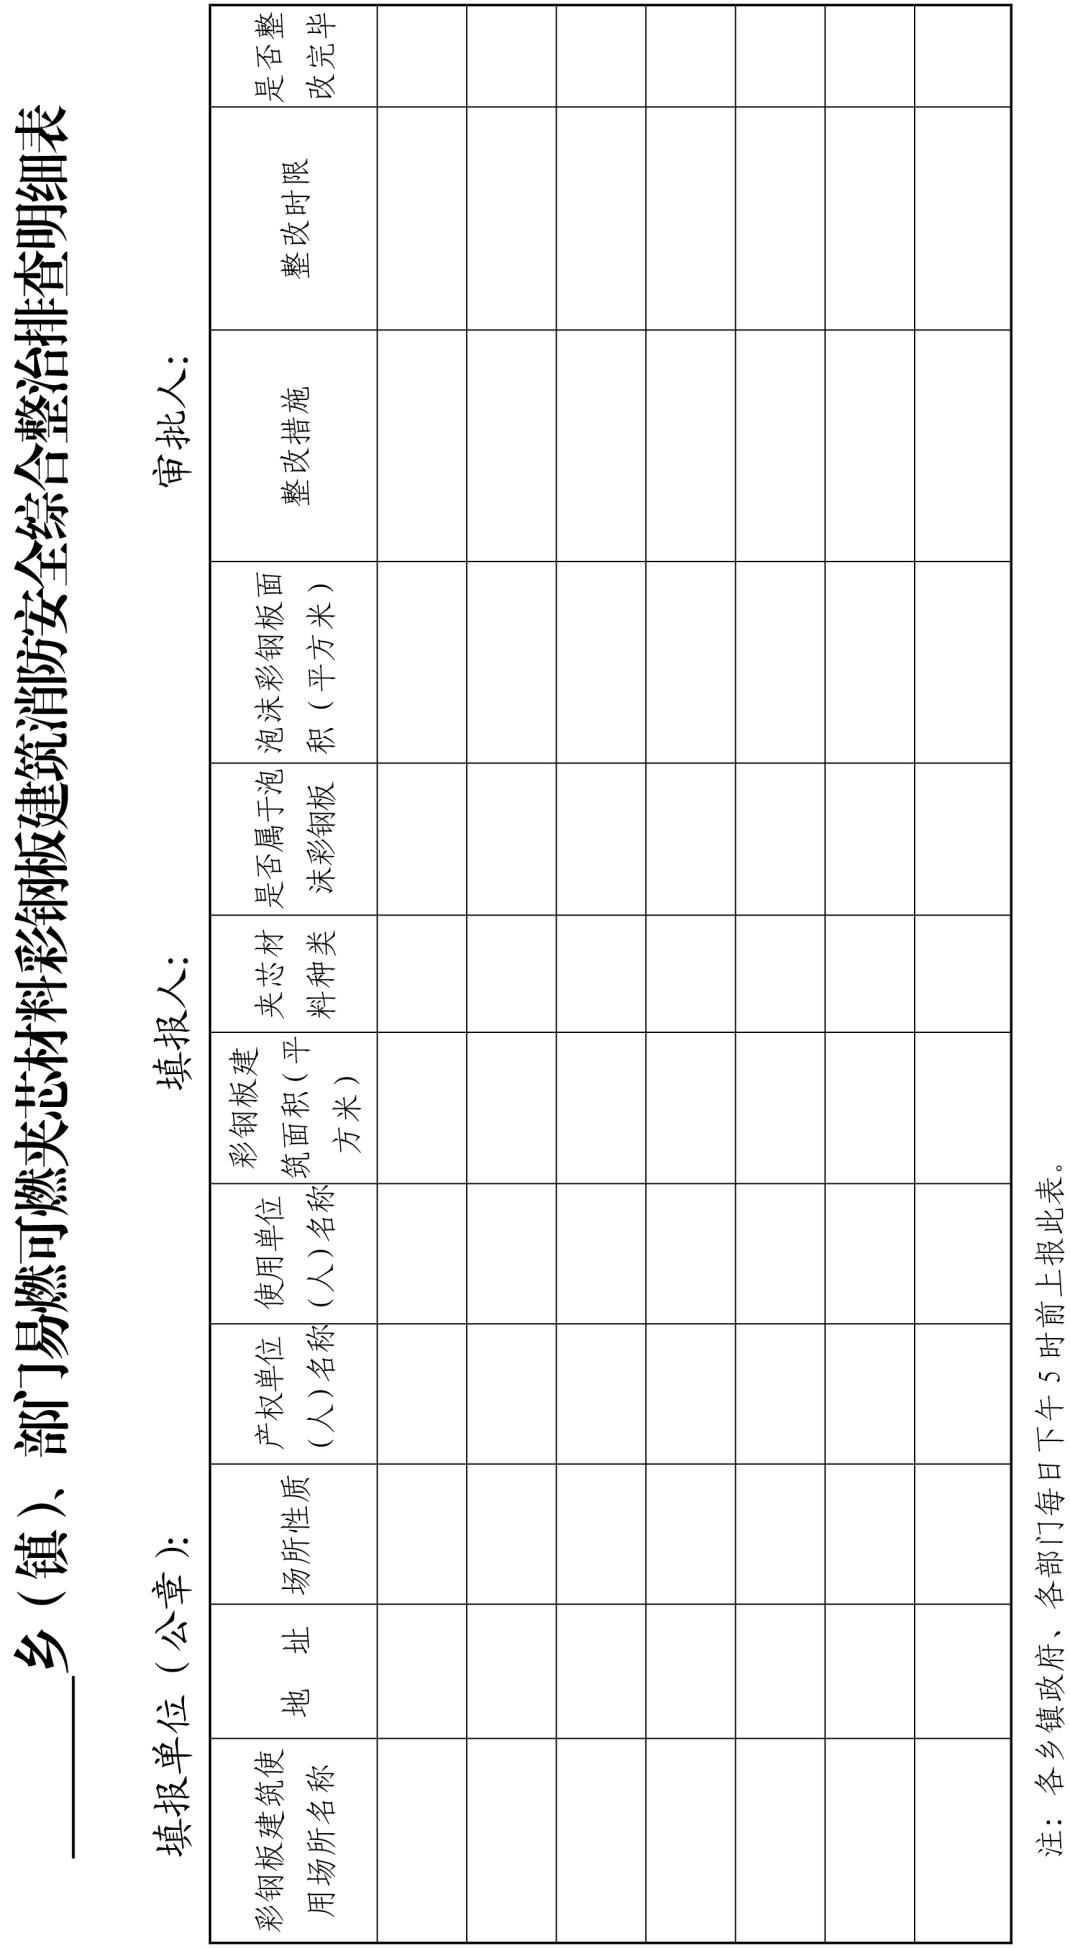 乡（镇）、部门易燃可燃夹芯材料彩钢板建筑消防安全综合整治排查明细表
填报单位（公章）： 填报人： 审批人：
彩钢板建筑使
用场所名称
地 址
场所性质
产权单位
（人）名称
使用单位
（人）名称
彩钢板建
筑面积（平
方米）
夹芯材
料种类
是否属于泡
沫彩钢板
泡沫彩钢板面
积（平方米）
整改措施
整改时限
是否整
改完毕
注：各乡镇政府、各部门每日下午 5 时前上报此表。